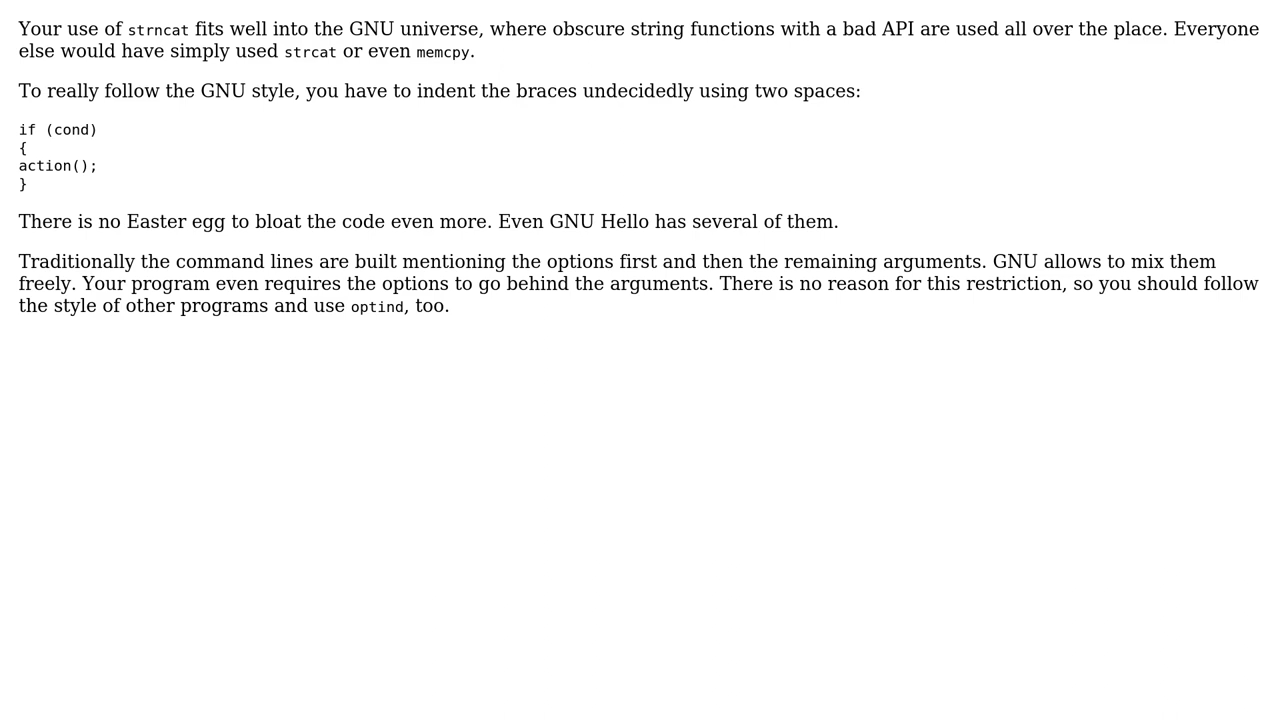 Your use of strncat fits well into the GNU universe, where obscure string functions with a bad API are used all over the place. Everyone
else would have simply used strcat or even memcpy.
To really follow the GNU style, you have to indent the braces undecidedly using two spaces:
if (cond)
{
action();
}
There is no Easter egg to bloat the code even more. Even GNU Hello has several of them.
Traditionally the command lines are built mentioning the options first and then the remaining arguments. GNU allows to mix them
freely. Your program even requires the options to go behind the arguments. There is no reason for this restriction, so you should follow
the style of other programs and use optind, too.